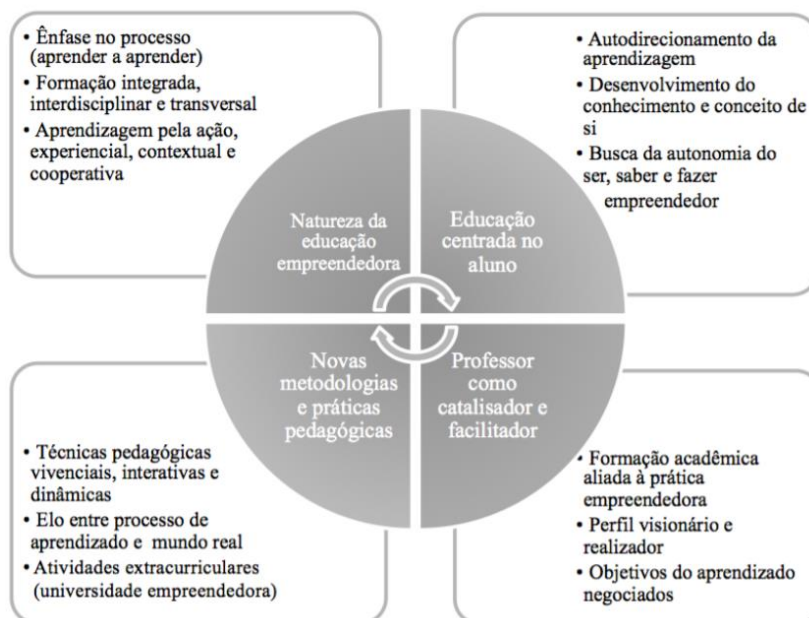 • Ênfase no processo
(aprender a aprender)
• Formação integrada,
interdisciplinar e transversal
• Aprendizagem pela ação,
experiencial, contextual e
cooperativa
• Autodirecionamento da
aprendizagem
• Desenvolvimento do
conhecimento e conceito de
si
• Busca da autonomia do
ser, saber e fazer
empreendedor
Natureza da
educação
empreendedora
Educação
centrada no
aluno
Novas
metodologias
e práticas
pedagógicas
Professor
como
catalisador e
facilitador
• Técnicas pedagógicas
vivenciais, interativas e
dinâmicas
• Elo entre processo de
aprendizado e mundo real
• Atividades extracurriculares
(universidade empreendedora)
• Formação acadêmica
aliada à prática
empreendedora
• Perfil visionário e
realizador
• Objetivos do aprendizado
negociados